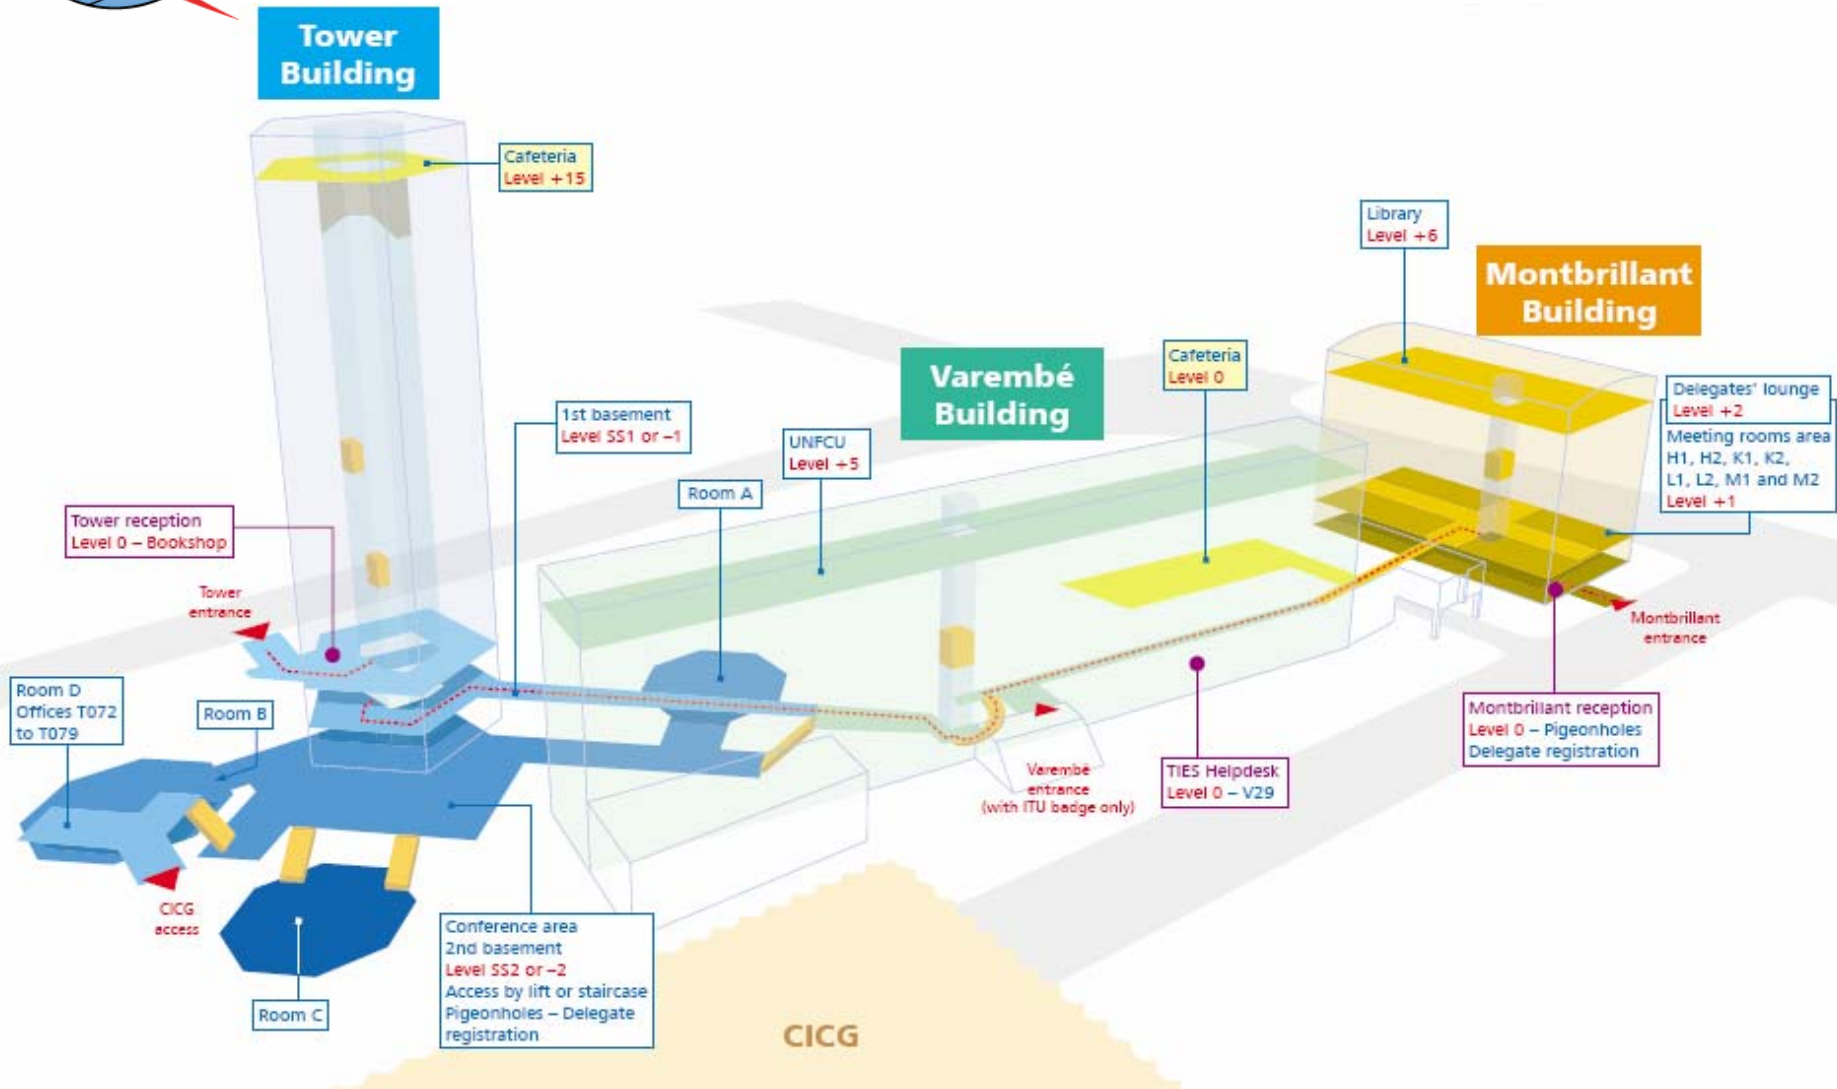 Tower
Building
Cafeteria
Level +15
Library
Level +6
Montbrillant
Building
Varembé
Building
Cafeteria
Level 0
Delegates' lounge
Level +2
Meeting rooms area
H1, H2, K1, K2,
L1, L2, M1 and M2
Level +1
1st basement
Level SS1 or –1
UNFCU
Level +5
Room A
Tower reception
Level 0 – Bookshop
Tower
entrance
Montbrillant
entrance
Room D
Offices T072
to T079
Room B
Montbrillant reception
Level 0 – Pigeonholes
Delegate registration
Varembé
entrance
(with ITU badge only)
TIES Helpdesk
Level 0 – V29
CICG
access
Conference area
2nd basement
Level SS2 or –2
Access by lift or staircase
Pigeonholes – Delegate
registration
Room C
CICG